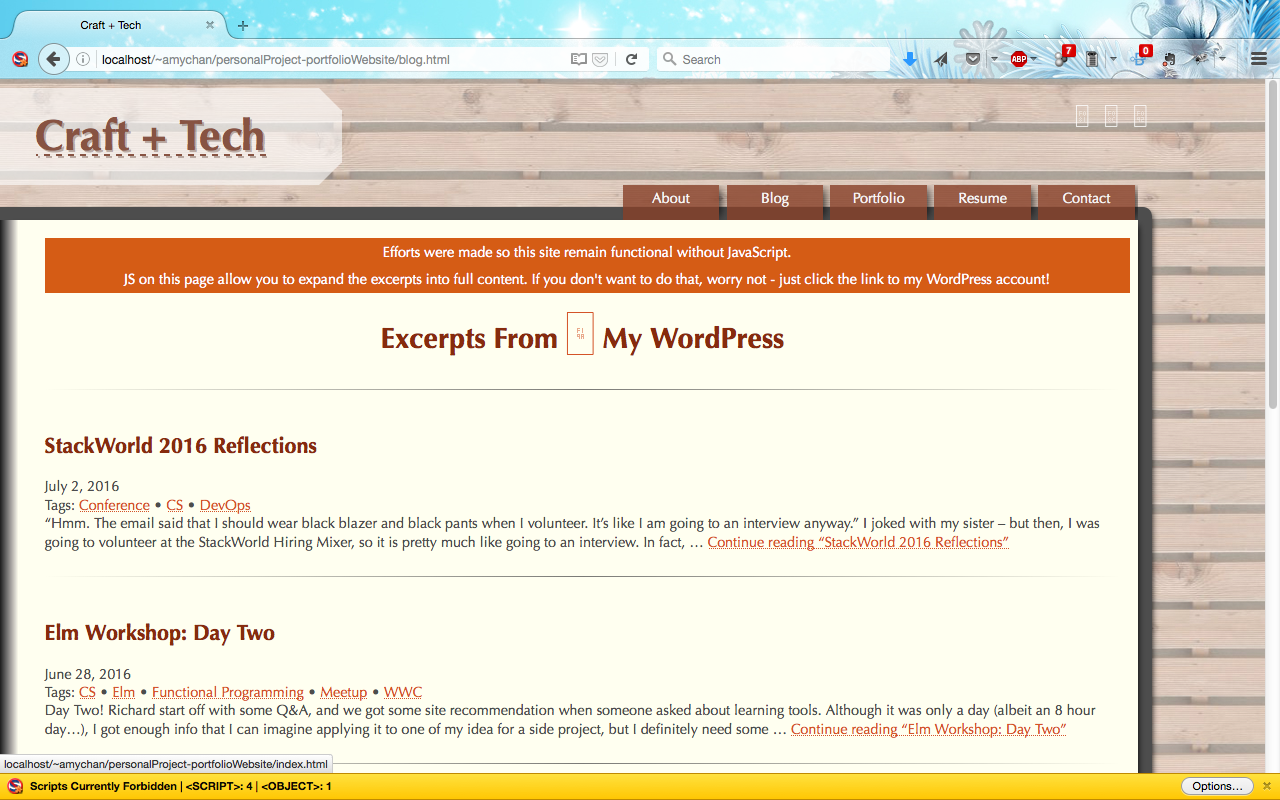 Craft + Tech
localhost/~amychan/personalProject-portfolioWebsite/blog.html
Search
ABP
7
0
Craft + Tech
About
Blog
Portfolio
Resume
Contact
Efforts were made so this site remain functional without JavaScript.
JS on this page allow you to expand the excerpts into full content. If you don't want to do that, worry not - just click the link to my WordPress account!
Excerpts From My WordPress
StackWorld 2016 Reflections
July 2, 2016
Tags: Conference • CS • DevOps
“Hmm. The email said that I should wear black blazer and black pants when I volunteer. It’s like I am going to an interview anyway.” I joked with my sister – but then, I was
going to volunteer at the StackWorld Hiring Mixer, so it is pretty much like going to an interview. In fact, … Continue reading “StackWorld 2016 Reflections”
Elm Workshop: Day Two
June 28, 2016
Tags: CS • Elm • Functional Programming • Meetup • WWC
Day Two! Richard start off with some Q&A, and we got some site recommendation when someone asked about learning tools. Although it was only a day (albeit an 8 hour
day…), I got enough info that I can imagine applying it to one of my idea for a side project, but I definitely need some … Continue reading “Elm Workshop: Day Two”
localhost/~amychan/personalProject-portfolioWebsite/index.html
Scripts Currently Forbidden | <SCRIPT>: 4 | <OBJECT>: 1
Options…